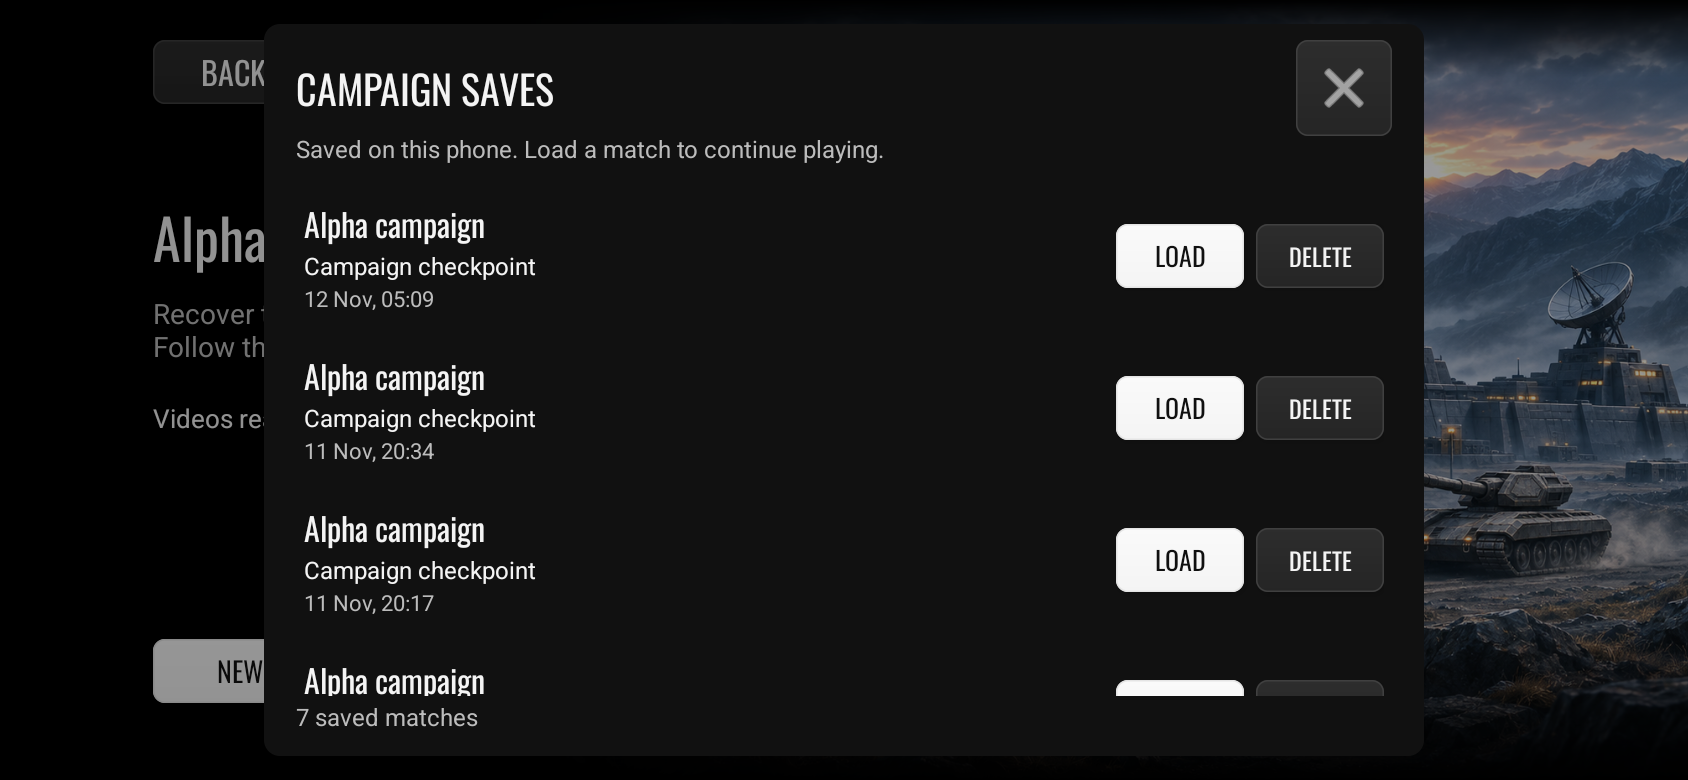 BACK
CAMPAIGN SAVES
Saved on this phone. Load a match to continue playing.
Alpha
Recover
Follow
Videos
NEW
Alpha campaign
Campaign checkpoint
12 Nov, 05:09
LOAD
DELETE
Alpha campaign
Campaign checkpoint
11 Nov, 20:34
LOAD
DELETE
Alpha campaign
Campaign checkpoint
11 Nov, 20:17
LOAD
DELETE
Alpha campaign
7 saved matches